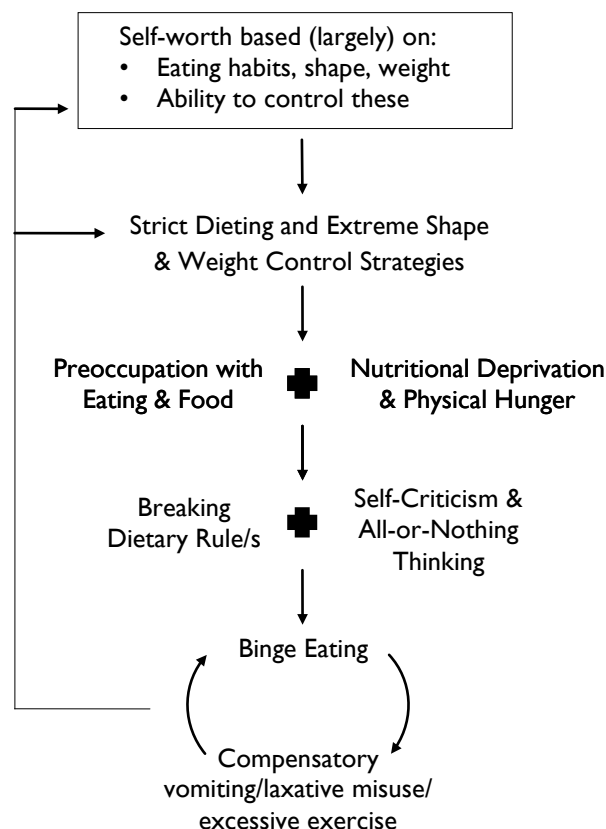 Self-worth based (largely) on:
• Eating habits, shape, weight
• Ability to control these
Strict Dieting and Extreme Shape
& Weight Control Strategies
Preoccupation with
Eating & Food
Nutritional Deprivation
& Physical Hunger
Breaking
Dietary Rule/s
Self-Criticism &
All-or-Nothing
Thinking
Binge Eating
Compensatory
vomiting/laxative misuse/
excessive exercise